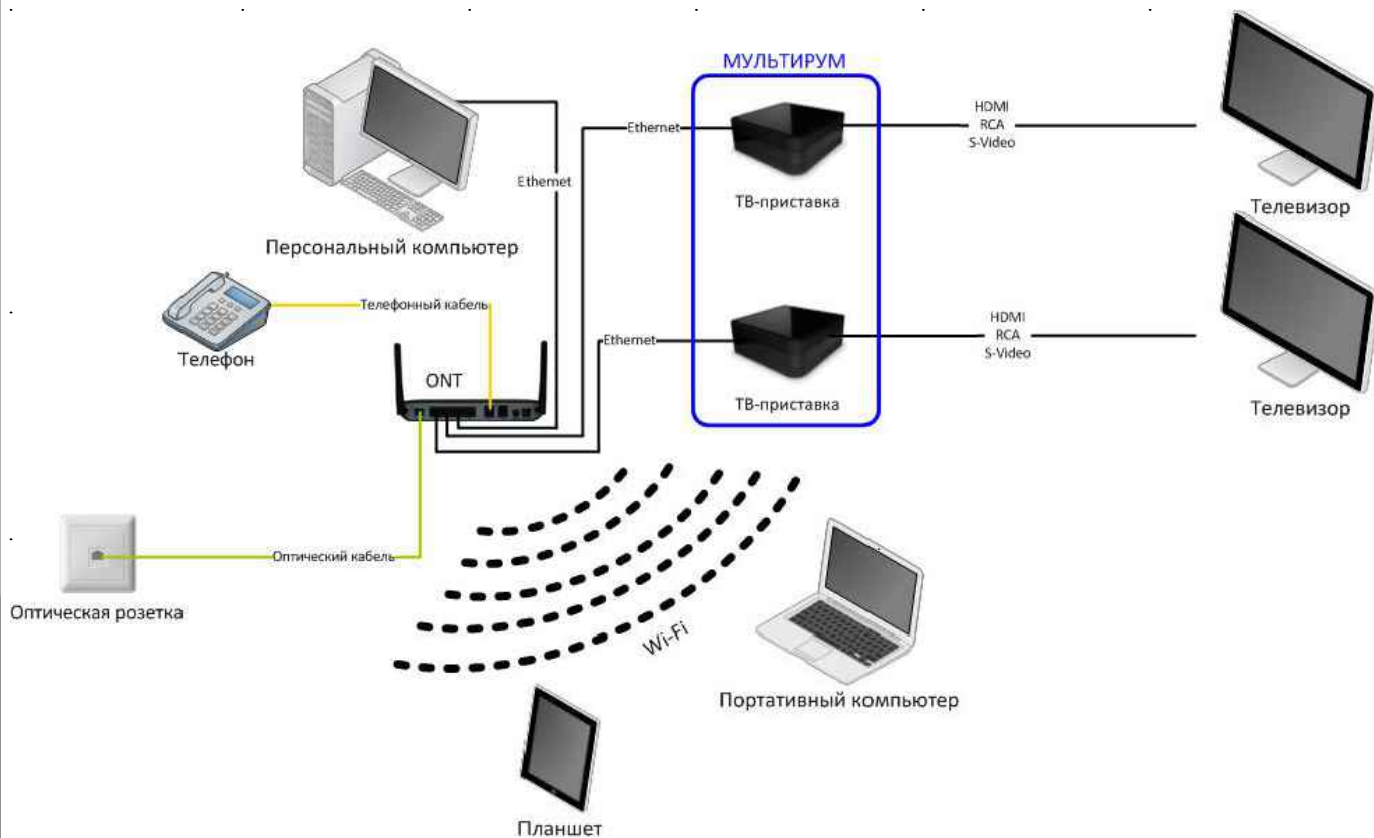 МУЛЬТИРУМ
HDMI
RCA
S-Video
Ethernet
Ethernet
ТВ-приставка
Телевизор
Персональный компьютер
Телефонный кабель
HDMI
RCA
S-Video
Ethernet
Телефон
ONT
ТВ-приставка
Телевизор
Оптический кабель
Оптическая розетка
Wi-Fi
Портативный компьютер
Планшет